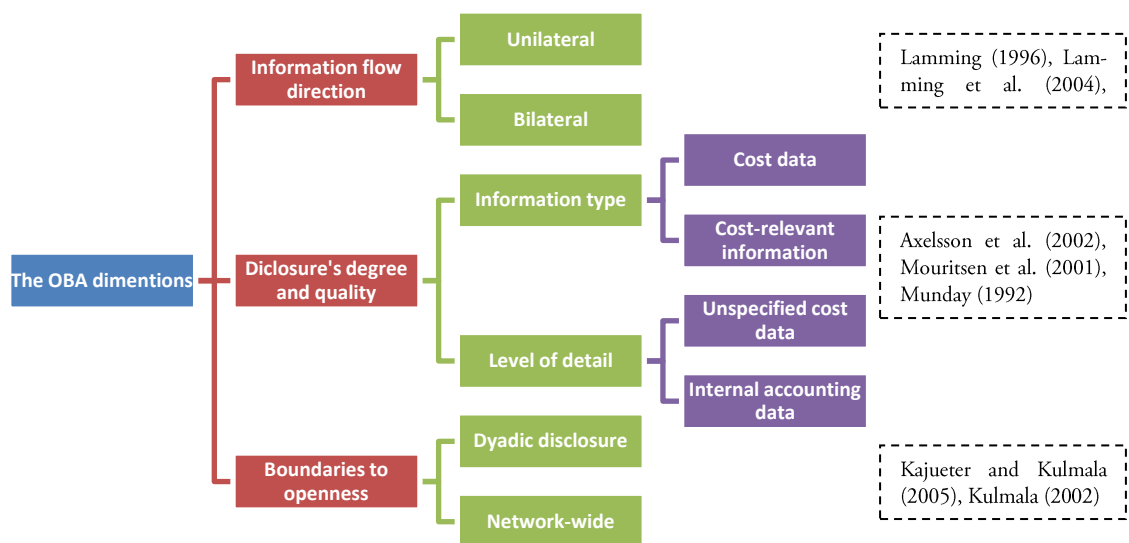 The OBA dimentions
Information flow
direction
Unilateral
Bilateral
Lamming (1996), Lam-
ming et al. (2004),
Diclosure's degree
and quality
Information type
Cost data
Cost-relevant
information
Level of detail
Unspecified cost
data
Internal accounting
data
Axelsson et al. (2002),
Mouritsen et al. (2001),
Munday (1992)
Boundaries to
openness
Dyadic disclosure
Network-wide
Kajueter and Kulmala
(2005), Kulmala (2002)